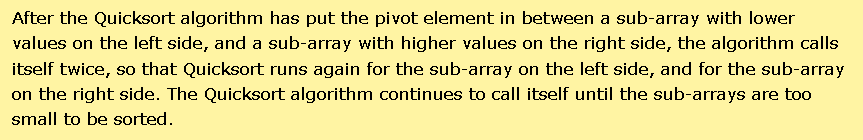 After the Quicksort algorithm has put the pivot element in between a sub-array with lower
values on the left side, and a sub-array with higher values on the right side, the algorithm calls
itself twice, so that Quicksort runs again for the sub-array on the left side, and for the sub-array
on the right side. The Quicksort algorithm continues to call itself until the sub-arrays are too
small to be sorted.